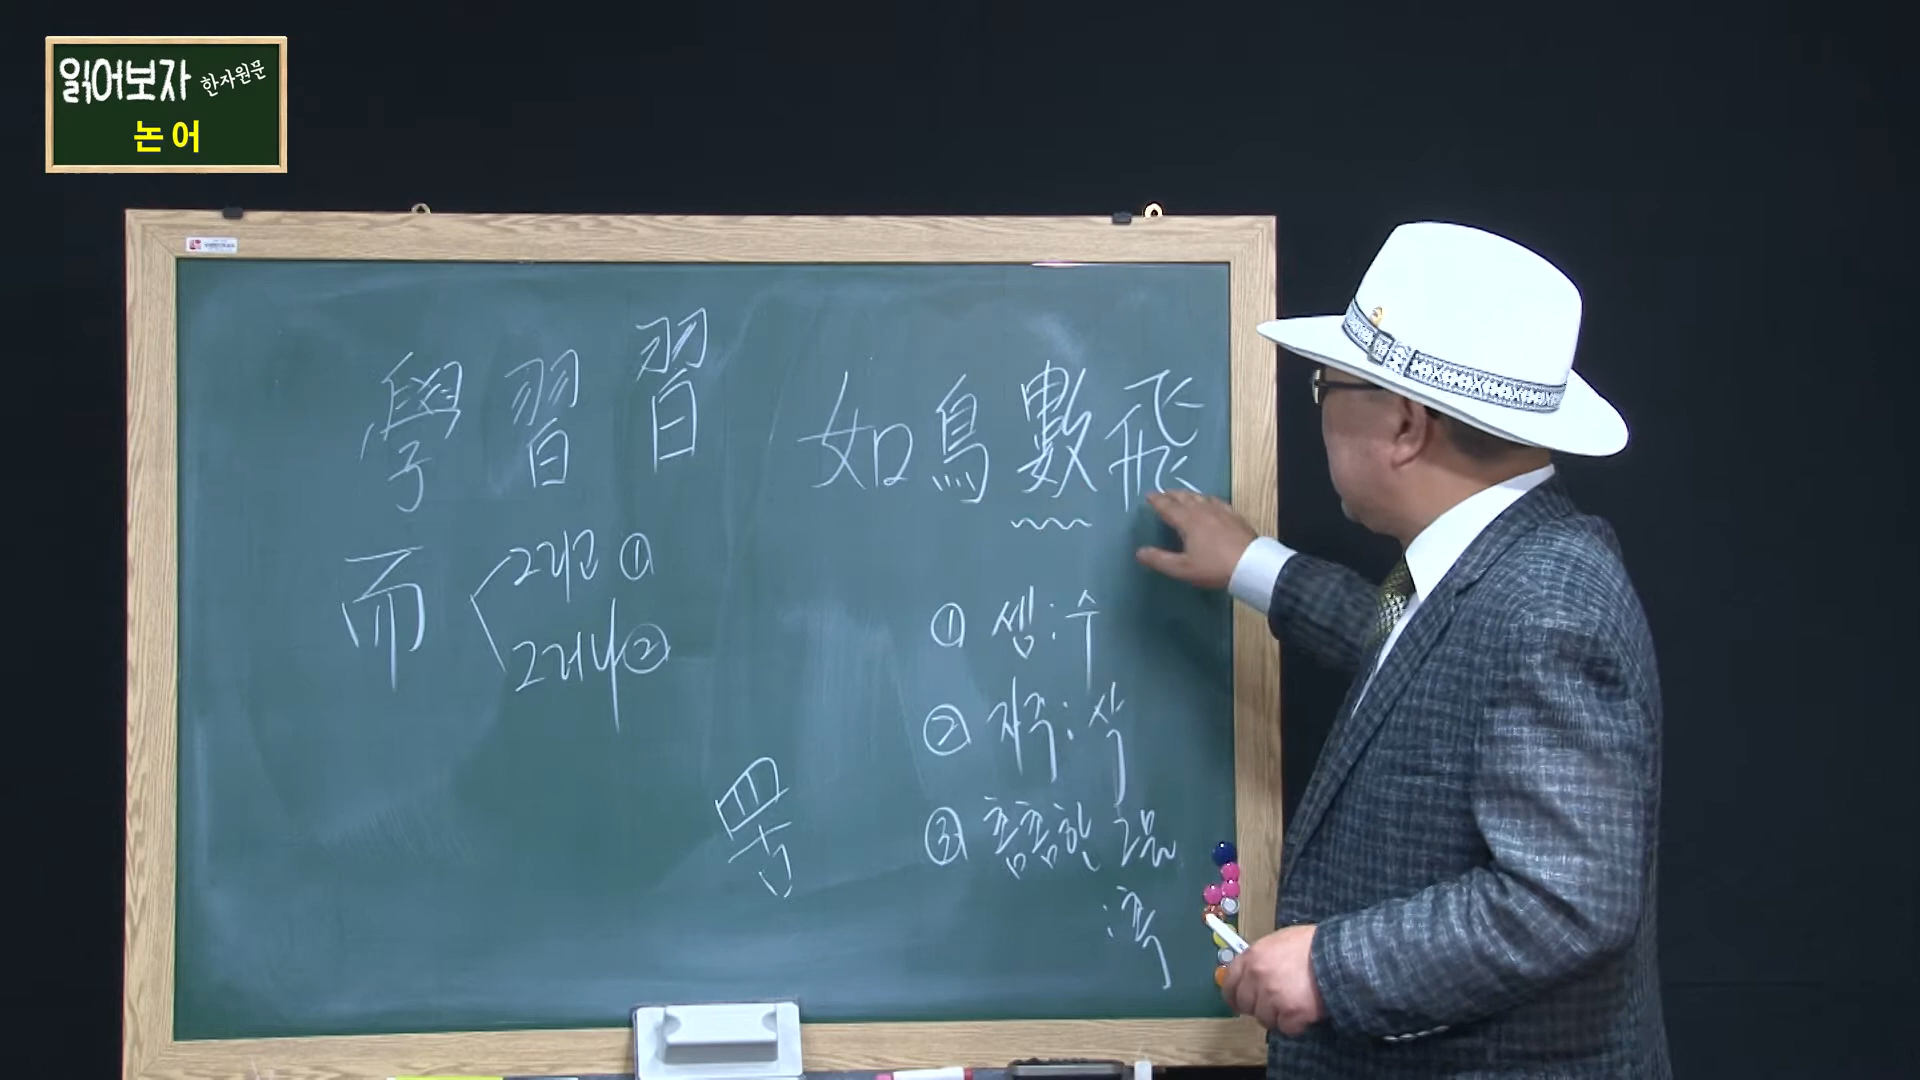 읽어보자 한자원문
논어
學習習
如鳥數飛
而
그리고 ①
그러나 ②
① 셈:수
② 자주:삭
③ 촘촘한 그물
:촉
罟